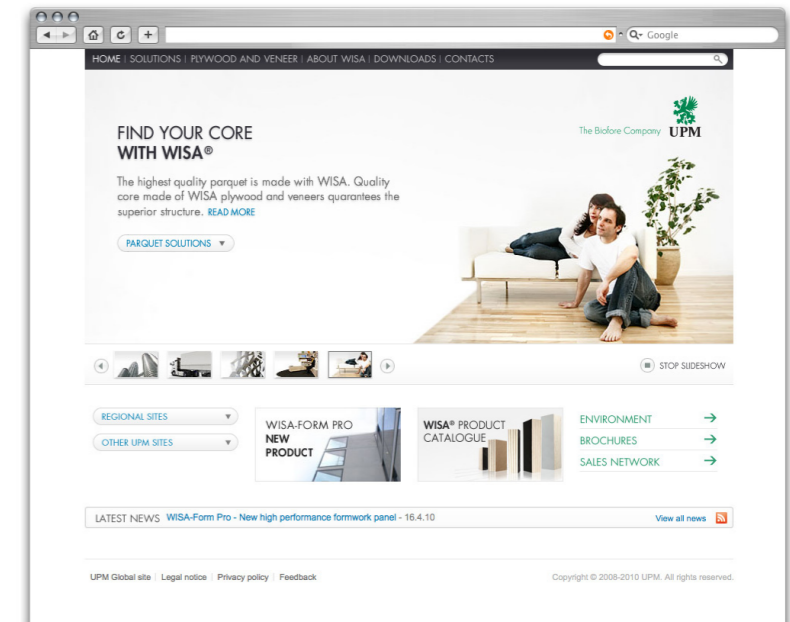 Google
HOME | SOLUTIONS | PLYWOOD AND VENEER | ABOUT WISA | DOWNLOADS | CONTACTS
The Biofore Company UPM
FIND YOUR CORE
WITH WISA®
The highest quality parquet is made with WISA. Quality
core made of WISA plywood and veneers quarantees the
superior structure. READ MORE
PARQUET SOLUTIONS
STOP SLIDESHOW
REGIONAL SITES
OTHER UPM SITES
WISA-FORM PRO
NEW
PRODUCT
WISA® PRODUCT
CATALOGUE
ENVIRONMENT
BROCHURES
SALES NETWORK
LATEST NEWS WISA-Form Pro - New high performance formwork panel - 16.4.10 View all news
UPM Global site | Legal notice | Privacy policy | Feedback Copyright © 2008-2010 UPM. All rights reserved.